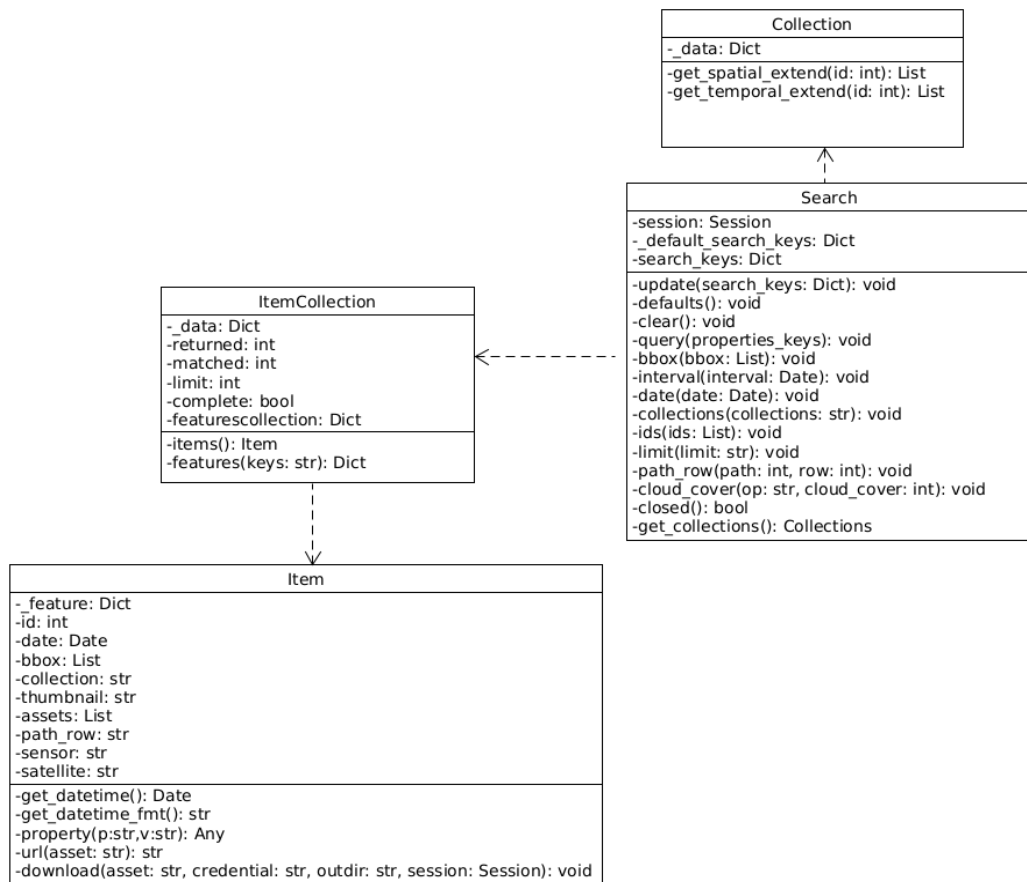 Collection
-_data: Dict
-get_spatial_extend(id: int): List
-get_temporal_extend(id: int): List
Search
-session: Session
-_default_search_keys: Dict
-search_keys: Dict
-update(search_keys: Dict): void
-defaults(): void
-clear(): void
-query(properties_keys): void
-bbox(bbox: List): void
-interval(interval: Date): void
-date(date: Date): void
-collections(collections: str): void
-ids(ids: List): void
-limit(limit: str): void
-path_row(path: int, row: int): void
-cloud_cover(op: str, cloud_cover: int): void
-closed(): bool
-get_collections(): Collections
ItemCollection
-_data: Dict
-returned: int
-matched: int
-limit: int
-complete: bool
-featurescollection: Dict
-items(): Item
-features(keys: str): Dict
Item
-_feature: Dict
-id: int
-date: Date
-bbox: List
-collection: str
-thumbnail: str
-assets: List
-path_row: str
-sensor: str
-satellite: str
-get_datetime(): Date
-get_datetime_fmt(): str
-property(p:str,v:str): Any
-url(asset: str): str
-download(asset: str, credential: str, outdir: str, session: Session): void